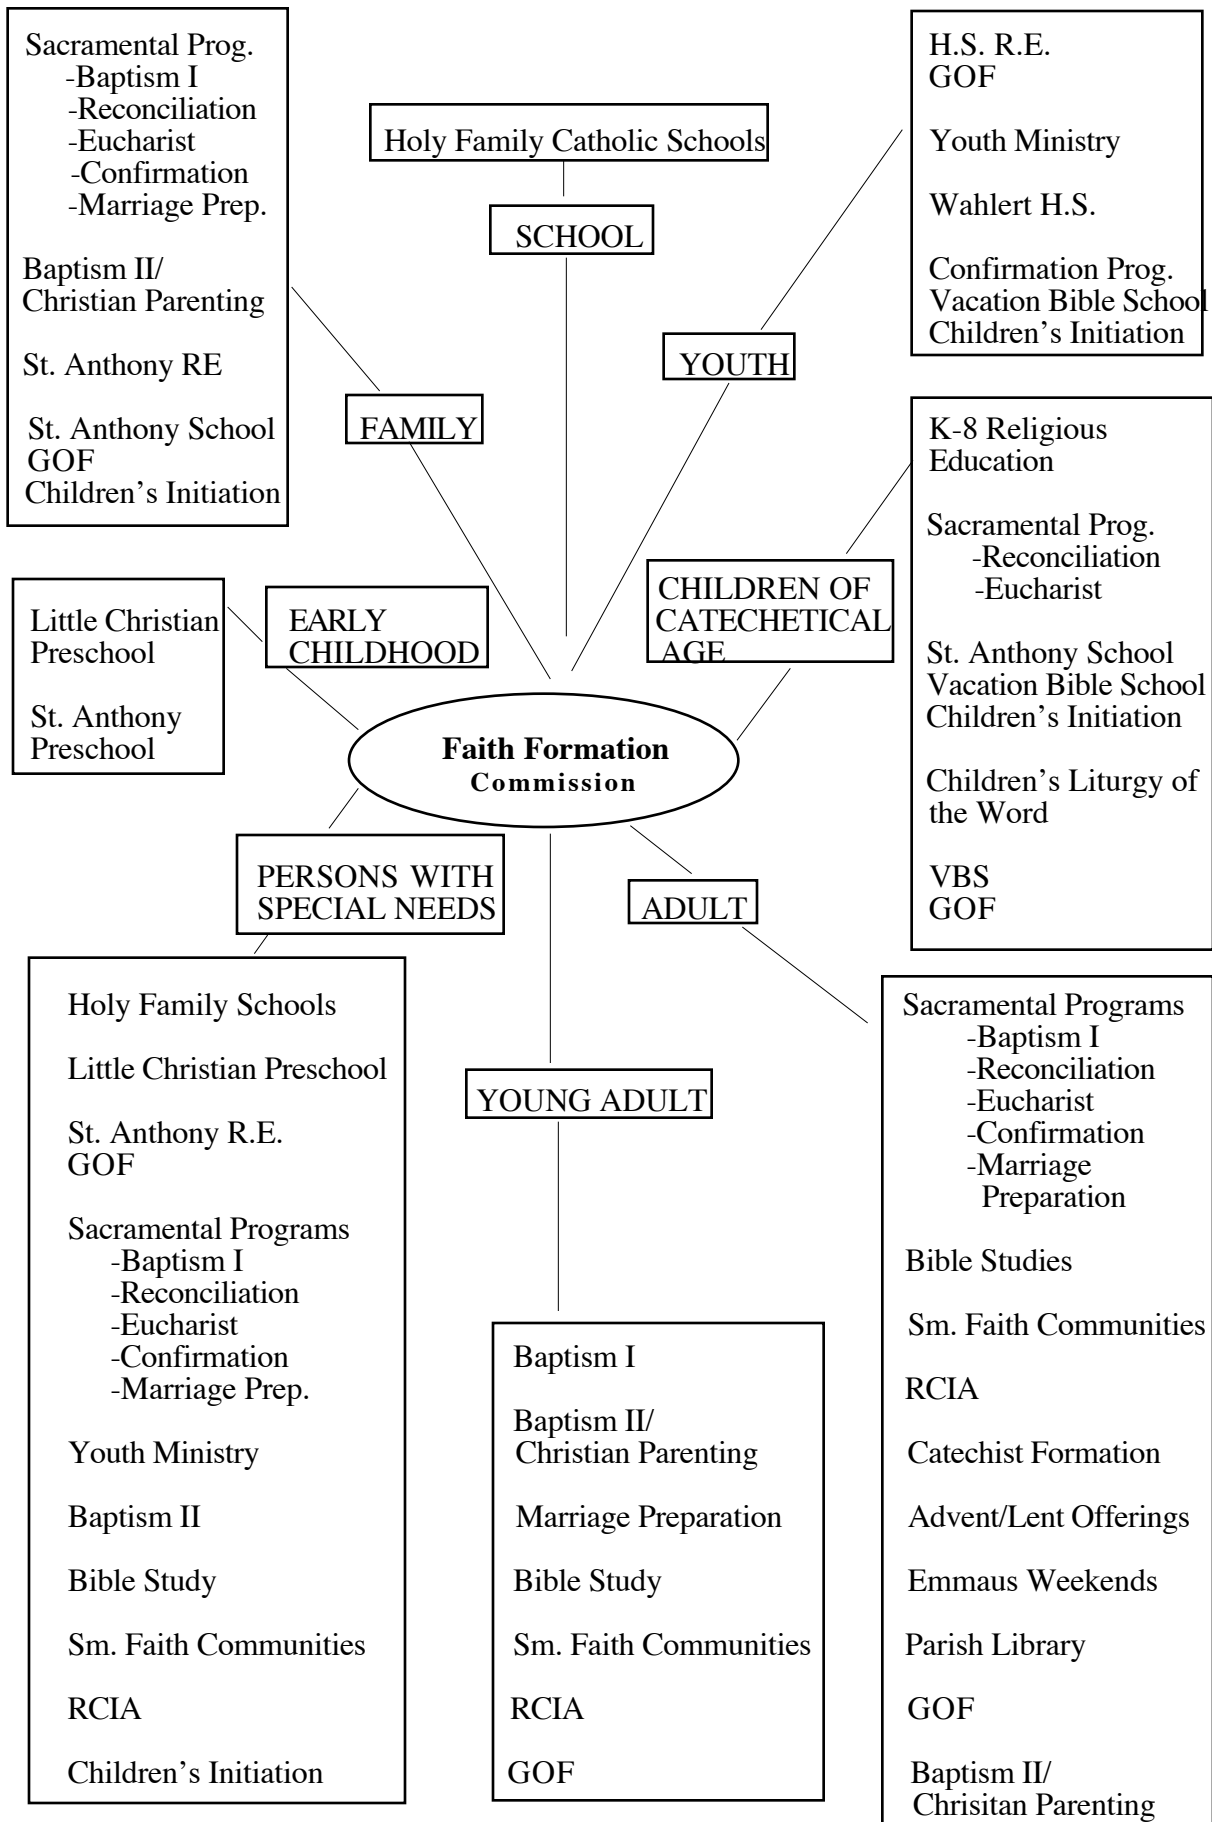 Sacramental Prog.
-Baptism I
-Reconciliation
-Eucharist
-Confirmation
-Marriage Prep.
Baptism II/
Christian Parenting
St. Anthony RE
St. Anthony School
GOF
Children's Initiation
Holy Family Catholic Schools
SCHOOL
H.S. R.E.
GOF
Youth Ministry
Wahlert H.S.
Confirmation Prog.
Vacation Bible School
Children's Initiation
YOUTH
FAMILY
K-8 Religious
Education
Sacramental Prog.
-Reconciliation
-Eucharist
St. Anthony School
Vacation Bible School
Children's Initiation
Children's Liturgy of
the Word
VBS
GOF
CHILDREN OF
CATECHETICAL
AGE
Little Christian
Preschool
St. Anthony
Preschool
EARLY
CHILDHOOD
Faith Formation
Commission
PERSONS WITH
SPECIAL NEEDS
ADULT
YOUNG ADULT
Holy Family Schools
Little Christian Preschool
St. Anthony R.E.
GOF
Sacramental Programs
-Baptism I
-Reconciliation
-Eucharist
-Confirmation
-Marriage Prep.
Youth Ministry
Baptism II
Bible Study
Sm. Faith Communities
RCIA
Children's Initiation
Baptism I
Baptism II/
Christian Parenting
Marriage Preparation
Bible Study
Sm. Faith Communities
RCIA
GOF
Sacramental Programs
-Baptism I
-Reconciliation
-Eucharist
-Confirmation
-Marriage
Preparation
Bible Studies
Sm. Faith Communities
RCIA
Catechist Formation
Advent/Lent Offerings
Emmaus Weekends
Parish Library
GOF
Baptism II/
Chrisitan Parenting